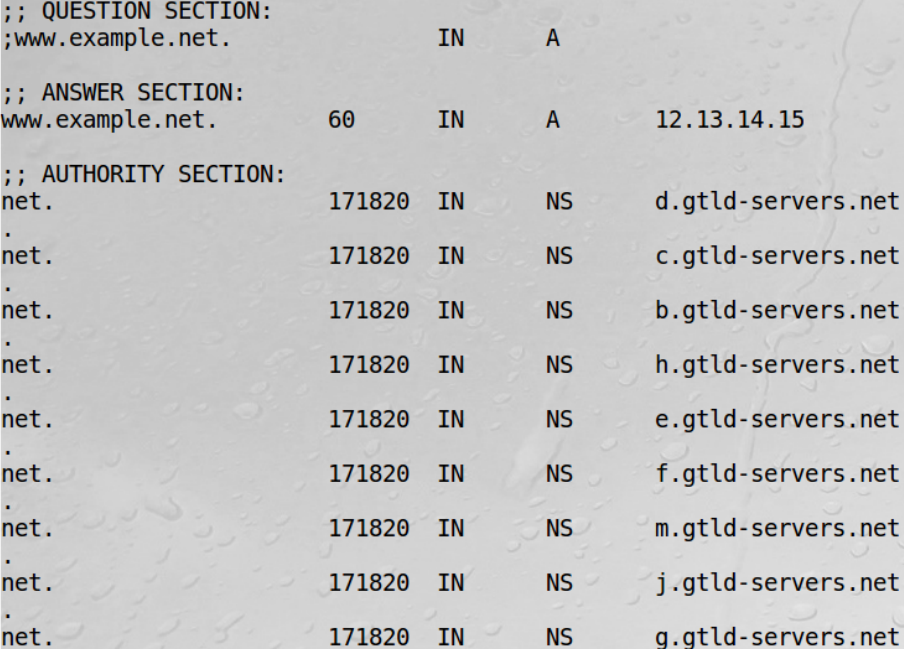 ;; QUESTION SECTION:
;www.example.net. IN A
;; ANSWER SECTION:
www.example.net. 60 IN A 12.13.14.15
;; AUTHORITY SECTION:
net. 171820 IN NS d.gtld-servers.net
.
net. 171820 IN NS c.gtld-servers.net
.
net. 171820 IN NS b.gtld-servers.net
.
net. 171820 IN NS h.gtld-servers.net
.
net. 171820 IN NS e.gtld-servers.net
.
net. 171820 IN NS f.gtld-servers.net
.
net. 171820 IN NS m.gtld-servers.net
.
net. 171820 IN NS j.gtld-servers.net
.
net. 171820 IN NS g.gtld-servers.net